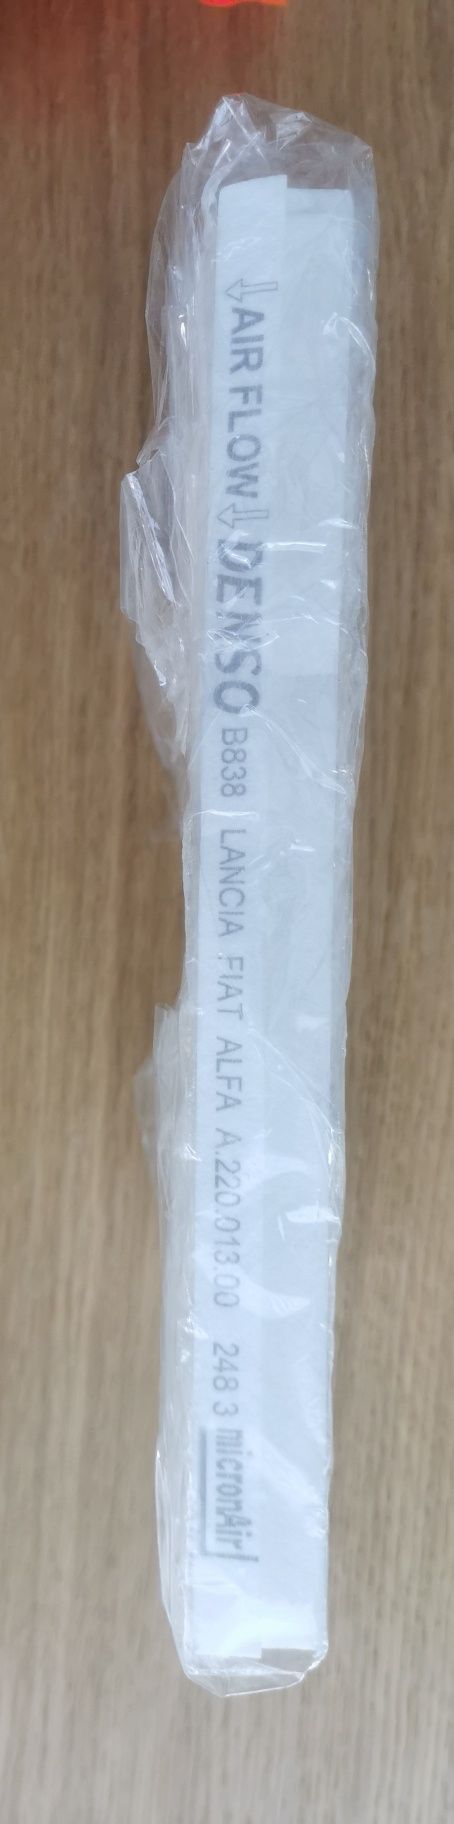 ⇩AIR FLOW⇩ DENSO B838 LANCIA FIAT ALFA A.220.013.00 248 3 micronAir